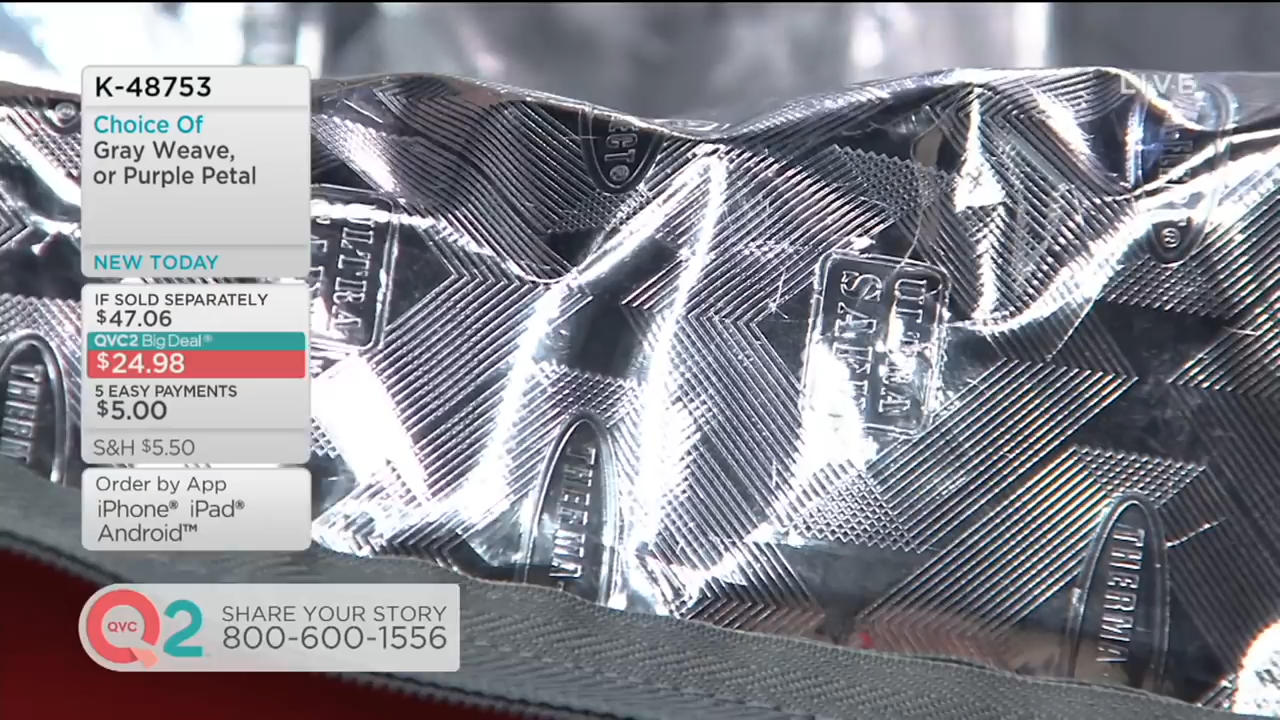 K-48753
Choice Of
Gray Weave,
or Purple Petal
NEW TODAY
IF SOLD SEPARATELY
$47.06
QVC2 Big Deal®
$24.98
5 EASY PAYMENTS
$5.00
S&H $5.50
Order by App
iPhone® iPad®
Android™
QVC 2
SHARE YOUR STORY
800-600-1556
LIVE
ULTRA
SAFE
THERMA
THERMA